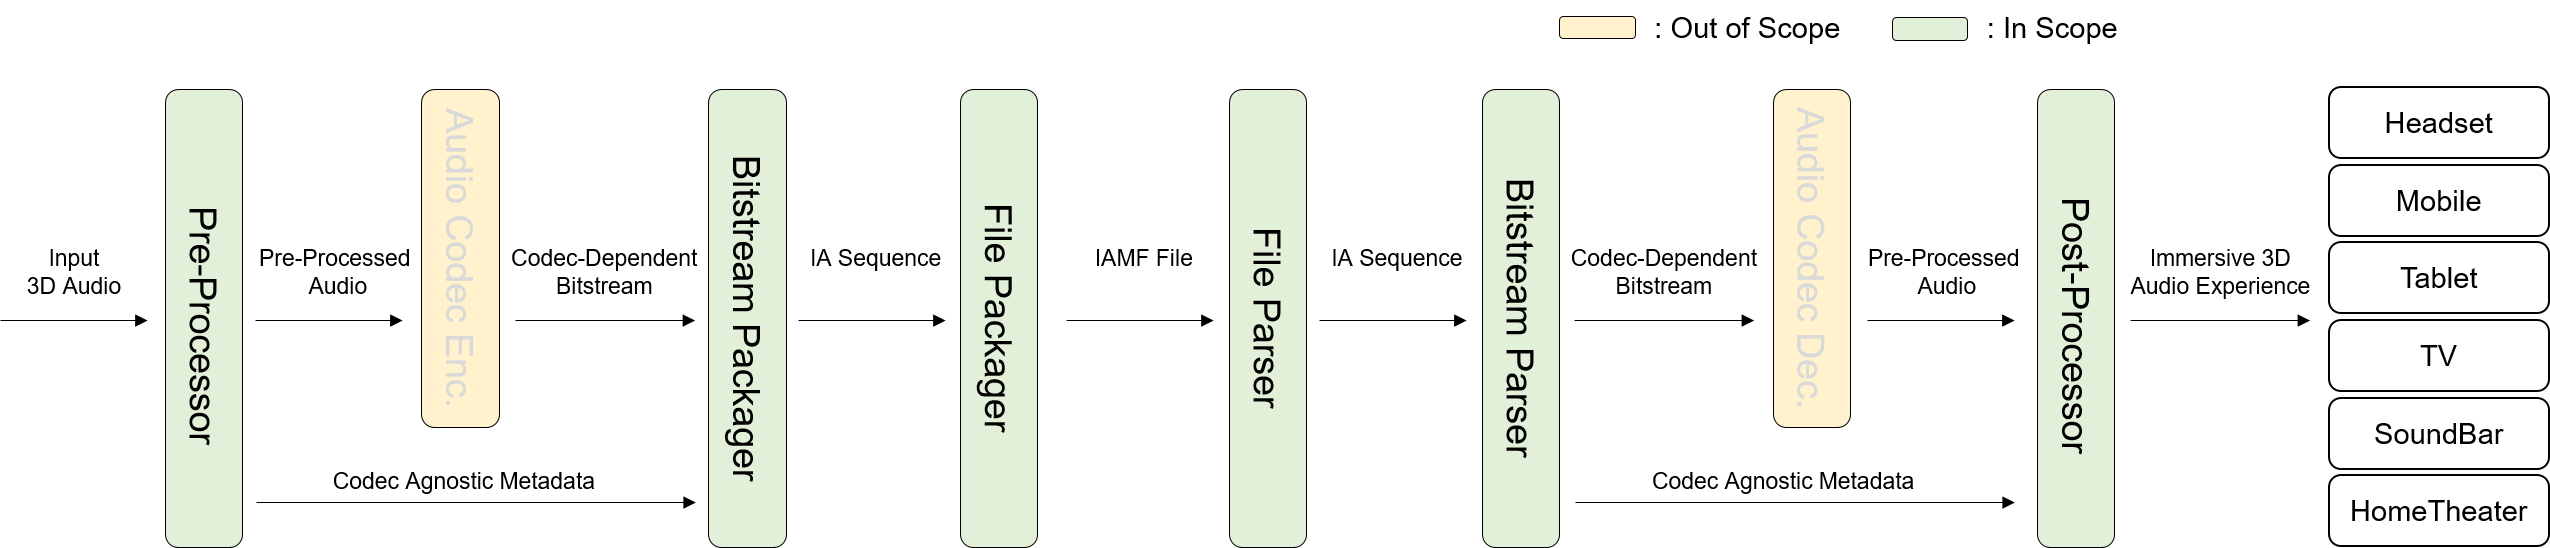 : Out of Scope
: In Scope
Input
3D Audio
Pre-Processor
Pre-Processed
Audio
Audio Codec Enc.
Codec-Dependent
Bitstream
Codec Agnostic Metadata
Bitstream Packager
IA Sequence
File Packager
IAMF File
File Parser
IA Sequence
Bitstream Parser
Codec-Dependent
Bitstream
Audio Codec Dec.
Pre-Processed
Audio
Codec Agnostic Metadata
Post-Processor
Immersive 3D
Audio Experience
Headset
Mobile
Tablet
TV
SoundBar
HomeTheater